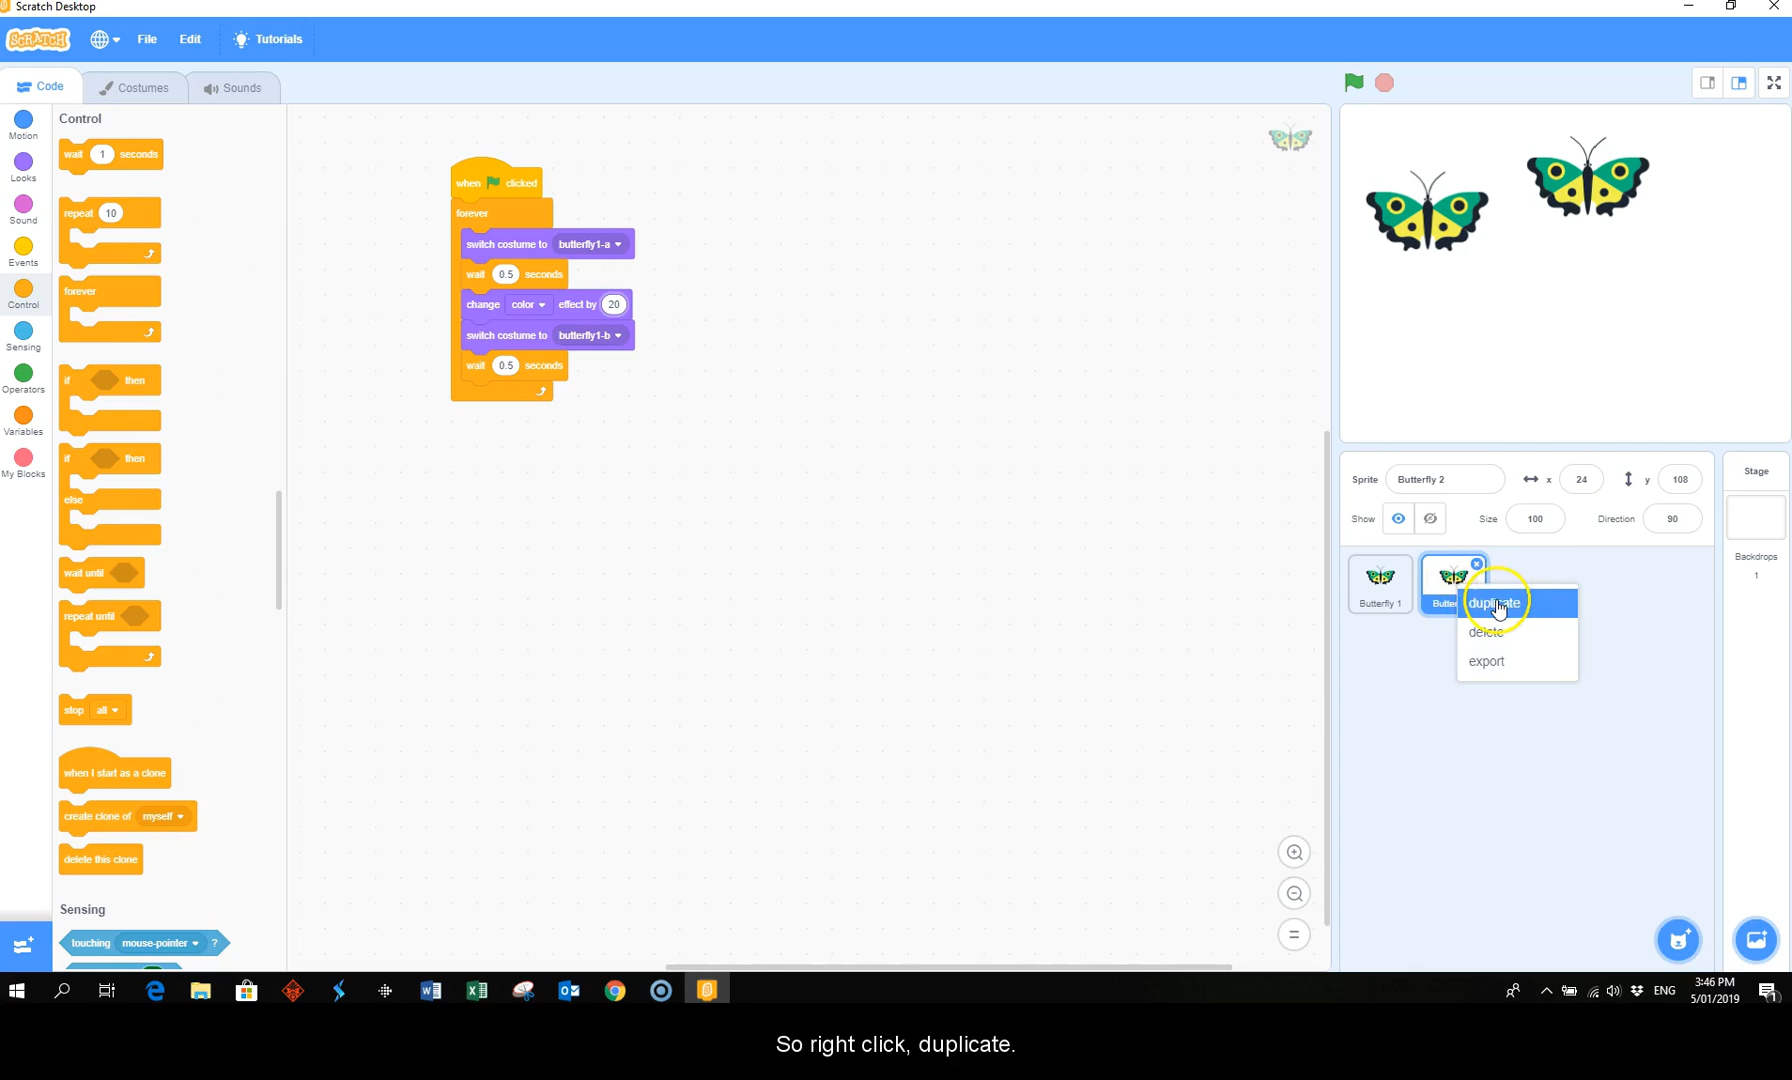 Scratch Desktop
SCRATCH
File
Edit
Tutorials
Code
Costumes
Sounds
Motion
Looks
Sound
Events
Control
Sensing
Operators
Variables
My Blocks
Control
wait 1 seconds
repeat 10
forever
if then
if then
else
wait until
repeat until
stop all
when I start as a clone
create clone of myself
delete this clone
Sensing
touching mouse-pointer ?
when clicked
forever
switch costume to butterfly1-a
wait 0.5 seconds
change color effect by 20
switch costume to butterfly1-b
wait 0.5 seconds
Sprite Butterfly 2 x 24 y 108
Show Size 100 Direction 90
Butterfly 1
Butter
duplicate
delete
export
Stage
Backdrops
1
ENG
3:46 PM
5/01/2019
1
So right click, duplicate.